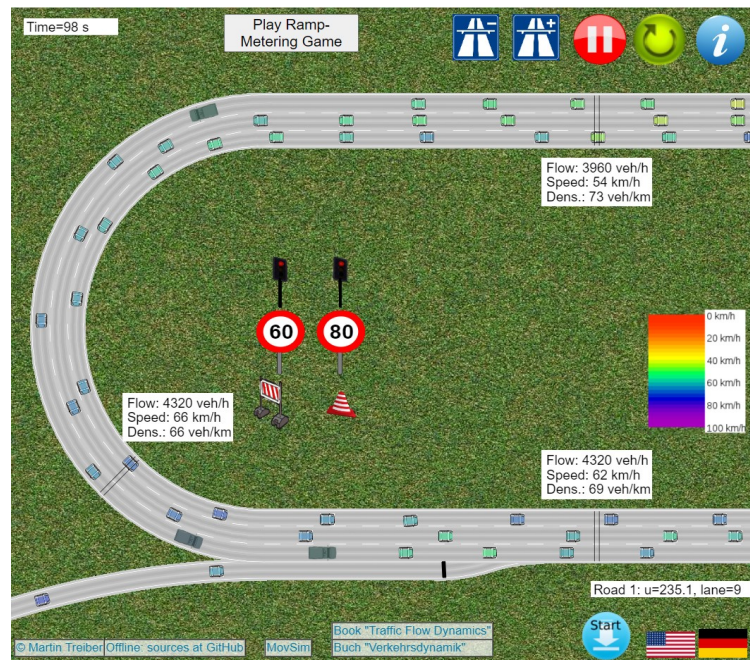 Time=98 s
Play Ramp-
Metering Game
i
Flow: 3960 veh/h
Speed: 54 km/h
Dens.: 73 veh/km
60
80
0 km/h
20 km/h
40 km/h
60 km/h
80 km/h
100 km/h
Flow: 4320 veh/h
Speed: 66 km/h
Dens.: 66 veh/km
Flow: 4320 veh/h
Speed: 62 km/h
Dens.: 69 veh/km
Road 1: u=235.1, lane=9
Start
Book "Traffic Flow Dynamics"
© Martin Treiber Offline: sources at GitHub MovSim Buch "Verkehrsdynamik"